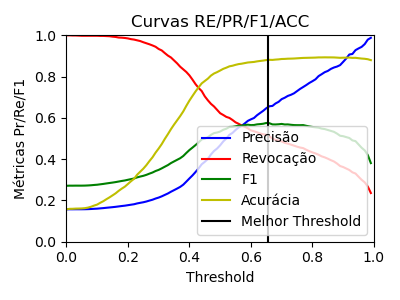 Curvas RE/PR/F1/ACC
Métricas Pr/Re/F1
1.0
0.8
0.6
0.4
0.2
0.0
Precisão
Revocação
F1
Acurácia
Melhor Threshold
0.0 0.2 0.4 0.6 0.8 1.0
Threshold